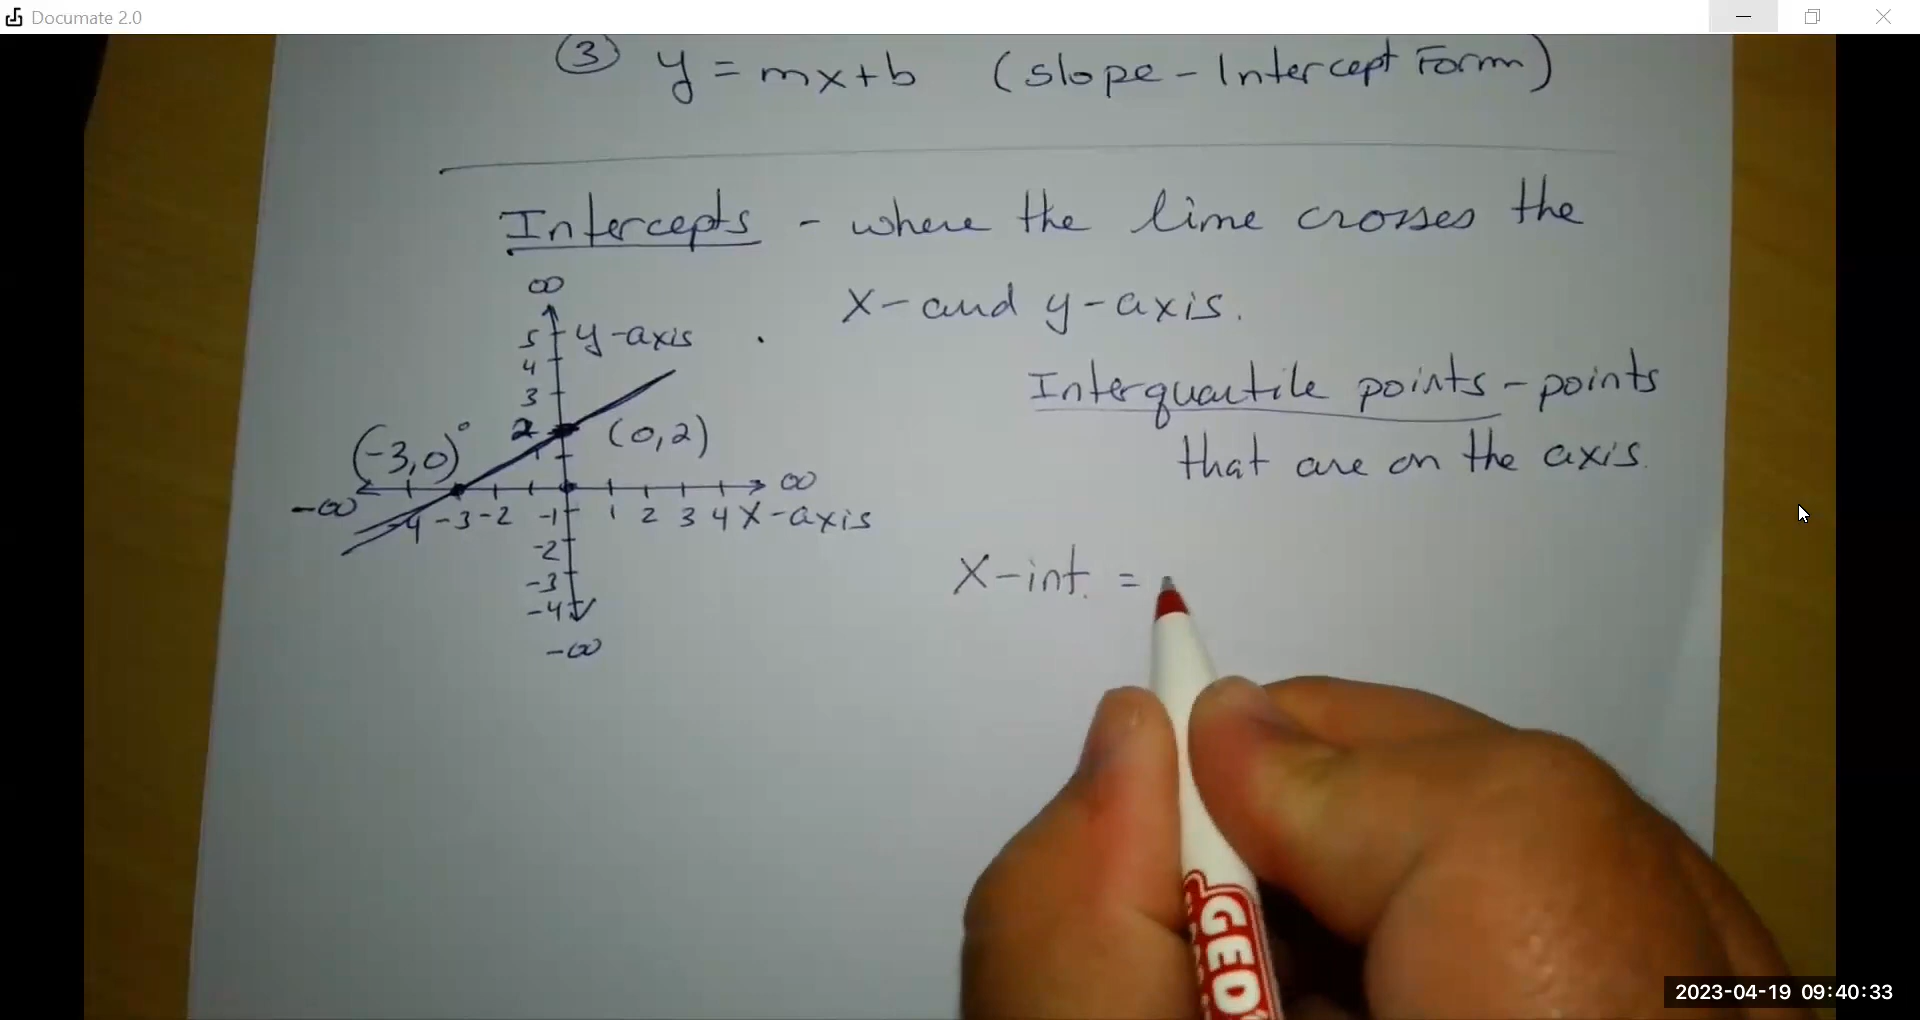 Documate 2.0
③ y = mx+b (slope-Intercept Form)
Intercepts - where the line crosses the
x-and y-axis.
∞
5 y-axis
4
3
2 (0,2)
(-3,0)
1
Interquartile points - points
that are on the axis.
-∞ ∞
-4 -3 -2 -1 1 2 3 4 x-axis
-2
-3
-4
-∞
X-int. =
GED
2023-04-19 09:40:33